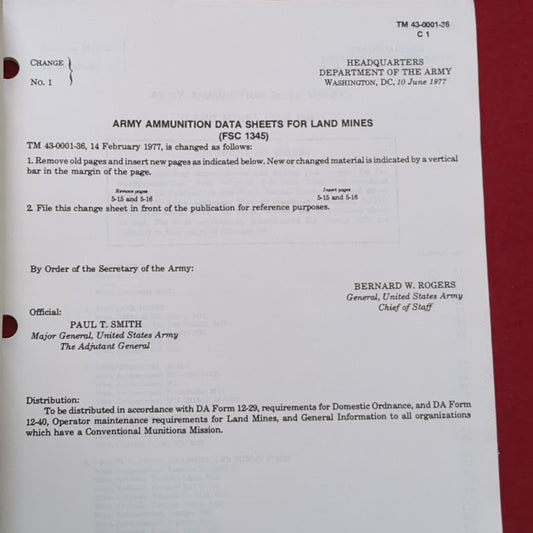 TM 43-0001-36
C 1
CHANGE
No. 1
HEADQUARTERS
DEPARTMENT OF THE ARMY
WASHINGTON, DC, 10 June 1977
ARMY AMMUNITION DATA SHEETS FOR LAND MINES
(FSC 1345)
TM 43-0001-36, 14 February 1977, is changed as follows:
1. Remove old pages and insert new pages as indicated below. New or changed material is indicated by a vertical
bar in the margin of the page.
Remove pages Insert pages
5-15 and 5-16 5-15 and 5-16
2. File this change sheet in front of the publication for reference purposes.
By Order of the Secretary of the Army:
BERNARD W. ROGERS
General, United States Army
Chief of Staff
Official:
PAUL T. SMITH
Major General, United States Army
The Adjutant General
Distribution:
To be distributed in accordance with DA Form 12-29, requirements for Domestic Ordnance, and DA Form
12-40, Operator maintenance requirements for Land Mines, and General Information to all organizations
which have a Conventional Munitions Mission.